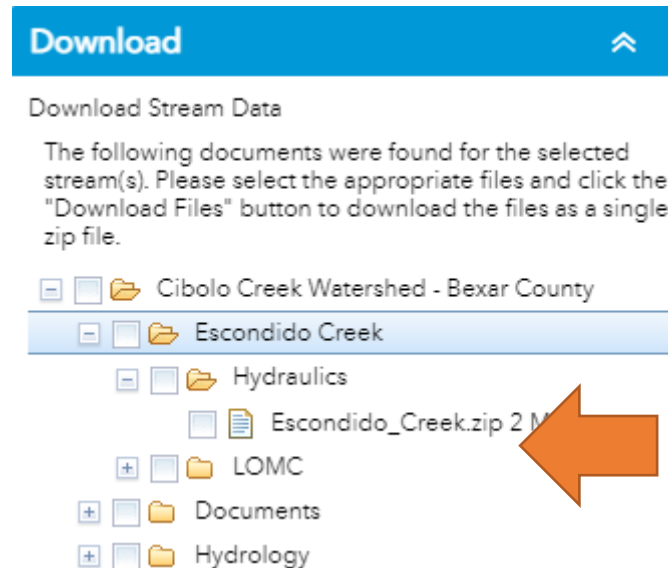 Download
Download Stream Data
The following documents were found for the selected
stream(s). Please select the appropriate files and click the
"Download Files" button to download the files as a single
zip file.
Cibolo Creek Watershed - Bexar County
Escondido Creek
Hydraulics
Escondido_Creek.zip 2
LOMC
Documents
Hydrology